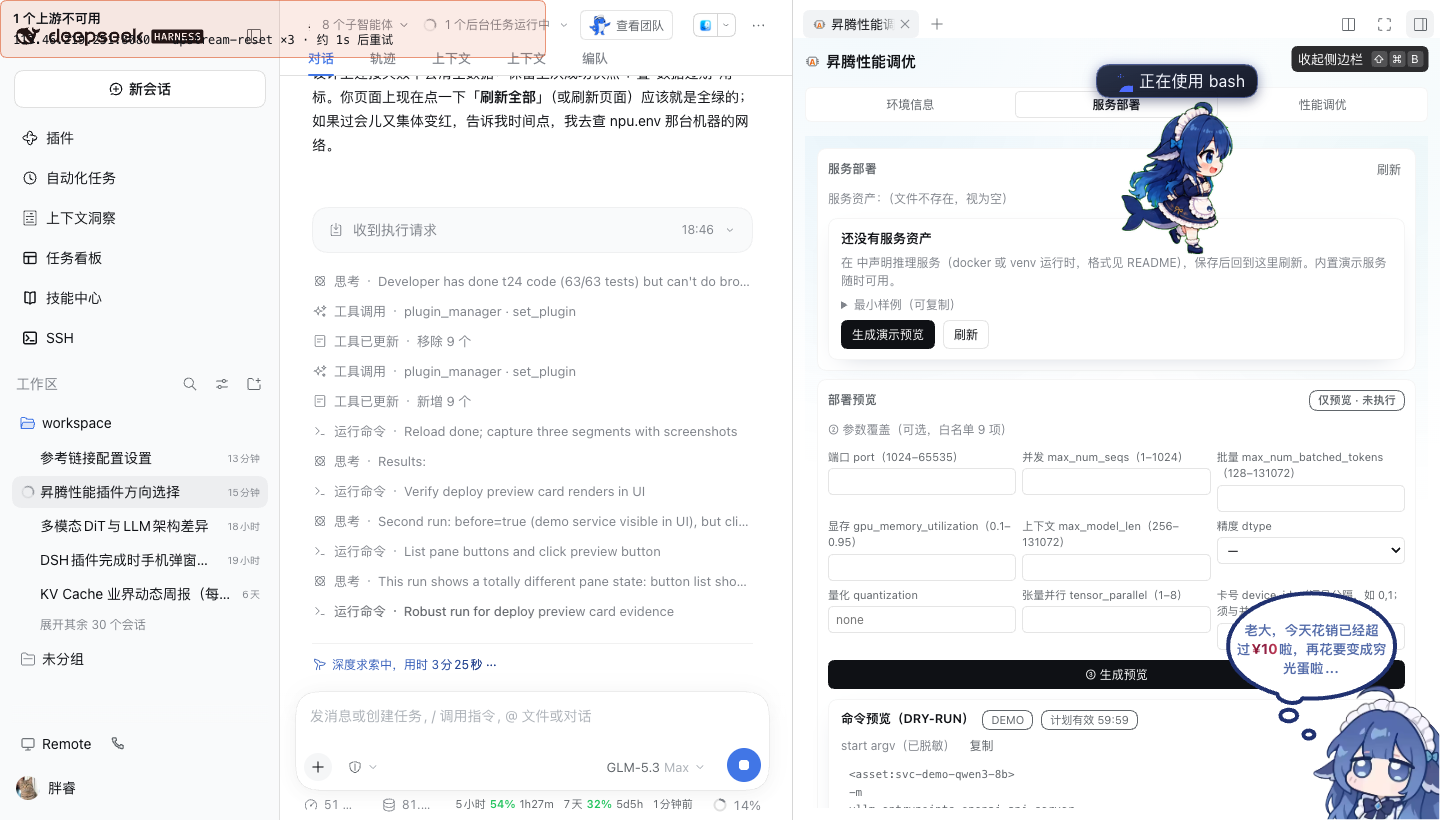 1 个上游不可用
HARNESS
新会话
插件
自动化任务
上下文洞察
任务看板
技能中心
SSH
工作区
workspace
参考链接配置设置 13分钟
昇腾性能插件方向选择 15分钟
多模态DiT与LLM架构差异 18小时
DSH插件完成时手机弹窗... 19小时
KV Cache 业界动态周报（每... 6天
展开其余 30 个会话
未分组
Remote
胖睿
8 个子智能体
1 个后台任务运行中
查看团队
对话
轨迹
上下文
上下文
编队
标。你页面上现在点一下「刷新全部」（或刷新页面）应该就是全绿的；
如果过会儿又集体变红，告诉我时间点，我去查 npu.env 那台机器的网
络。
收到执行请求 18:46
思考 · Developer has done t24 code (63/63 tests) but can't do bro...
工具调用 · plugin_manager · set_plugin
工具已更新 · 移除 9 个
工具调用 · plugin_manager · set_plugin
工具已更新 · 新增 9 个
运行命令 · Reload done; capture three segments with screenshots
思考 · Results:
运行命令 · Verify deploy preview card renders in UI
思考 · Second run: before=true (demo service visible in UI), but cli...
运行命令 · List pane buttons and click preview button
思考 · This run shows a totally different pane state: button list sho...
运行命令 · Robust run for deploy preview card evidence
深度求索中，用时 3分25秒 ···
发消息或创建任务, / 调用指令, @ 文件或对话
GLM-5.3 Max
51 ...
81....
5小时 54% 1h27m 7天 32% 5d5h 1分钟前
14%
昇腾性能调
昇腾性能调优
收起侧边栏 ⇧ ⌘ B
正在使用 bash
环境信息
服务部署
性能调优
服务部署
刷新
服务资产：（文件不存在，视为空）
还没有服务资产
在 中声明推理服务（docker 或 venv 运行时，格式见 README），保存后回到这里刷新。内置演示服务
随时可用。
最小样例（可复制）
生成演示预览
刷新
部署预览
仅预览 · 未执行
② 参数覆盖（可选，白名单 9 项）
端口 port（1024–65535）
并发 max_num_seqs（1–1024）
批量 max_num_batched_tokens
（128–131072）
显存 gpu_memory_utilization（0.1–
0.95）
上下文 max_model_len（256–
131072）
精度 dtype
—
量化 quantization
none
张量并行 tensor_parallel（1–8）
老大，今天花销已经超
过¥10啦，再花要变成穷
光蛋啦...
③ 生成预览
命令预览（DRY-RUN）
DEMO
计划有效 59:59
start argv（已脱敏）
复制
<asset:svc-demo-qwen3-8b>
-m